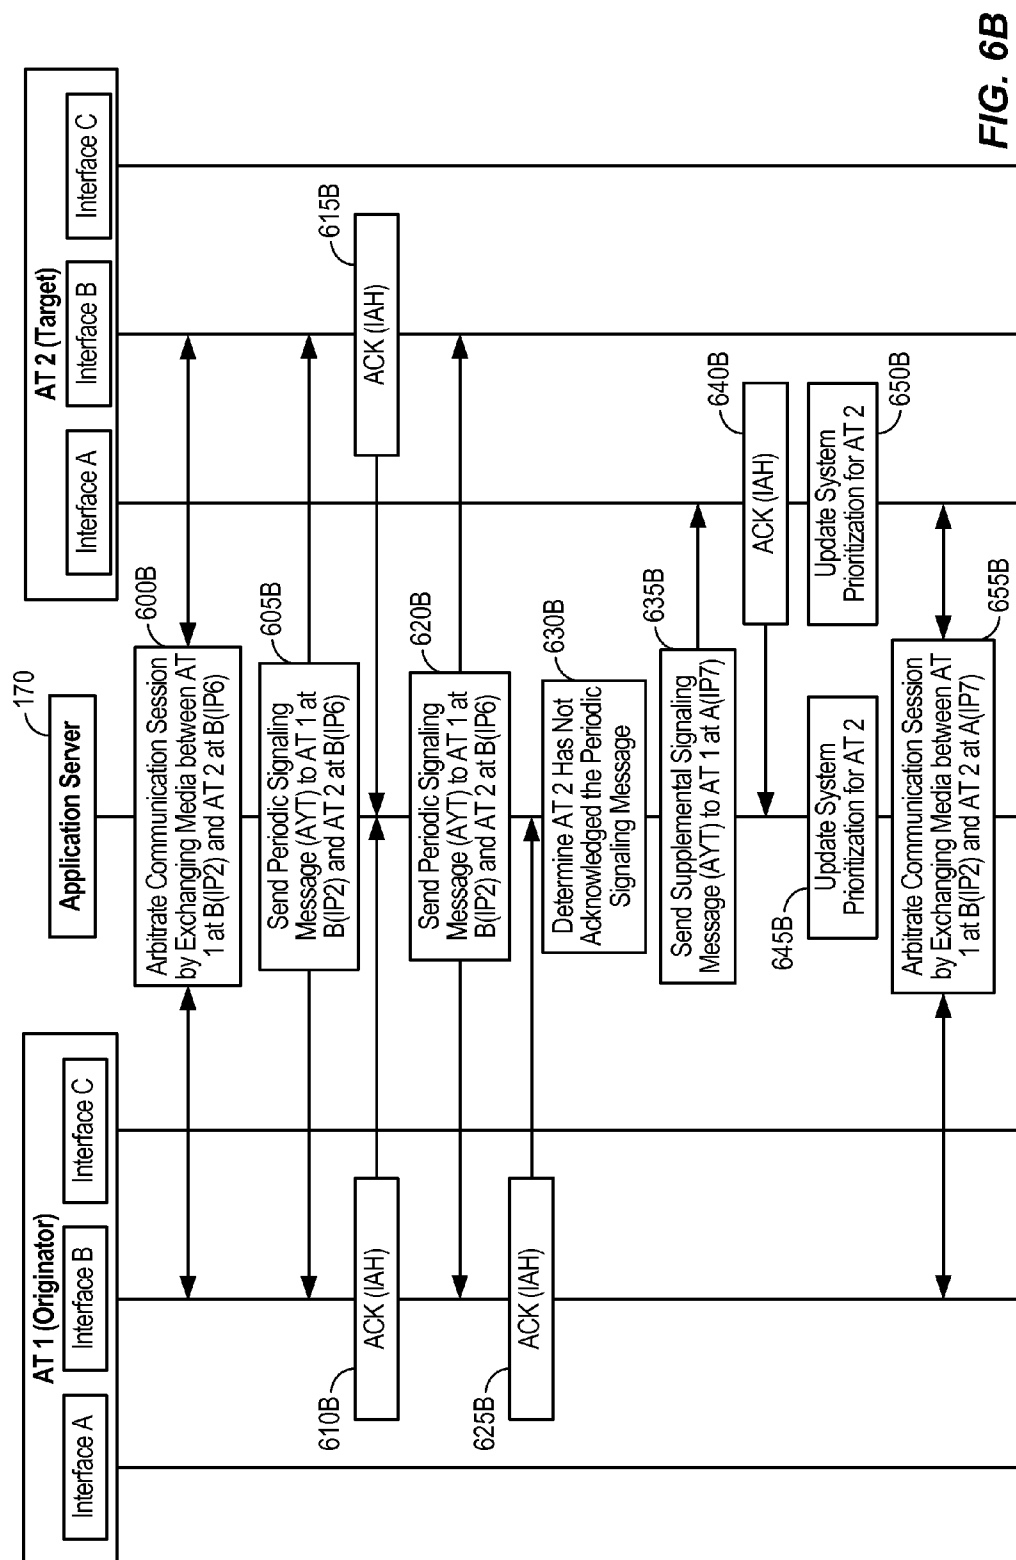 AT 1 (Originator)
Interface A
Interface B
Interface C
Application Server
170
AT 2 (Target)
Interface A
Interface B
Interface C
Arbitrate Communication Session
by Exchanging Media between AT
1 at B(IP2) and AT 2 at B(IP6)
600B
Send Periodic Signaling
Message (AYT) to AT 1 at
B(IP2) and AT 2 at B(IP6)
605B
610B
ACK (IAH)
ACK (IAH)
615B
Send Periodic Signaling
Message (AYT) to AT 1 at
B(IP2) and AT 2 at B(IP6)
620B
625B
ACK (IAH)
Determine AT 2 Has Not
Acknowledged the Periodic
Signaling Message
630B
Send Supplemental Signaling
Message (AYT) to AT 1 at A(IP7)
635B
ACK (IAH)
640B
645B
Update System
Prioritization for AT 2
Update System
Prioritization for AT 2
650B
Arbitrate Communication Session
by Exchanging Media between AT
1 at B(IP2) and AT 2 at A(IP7)
655B
FIG. 6B